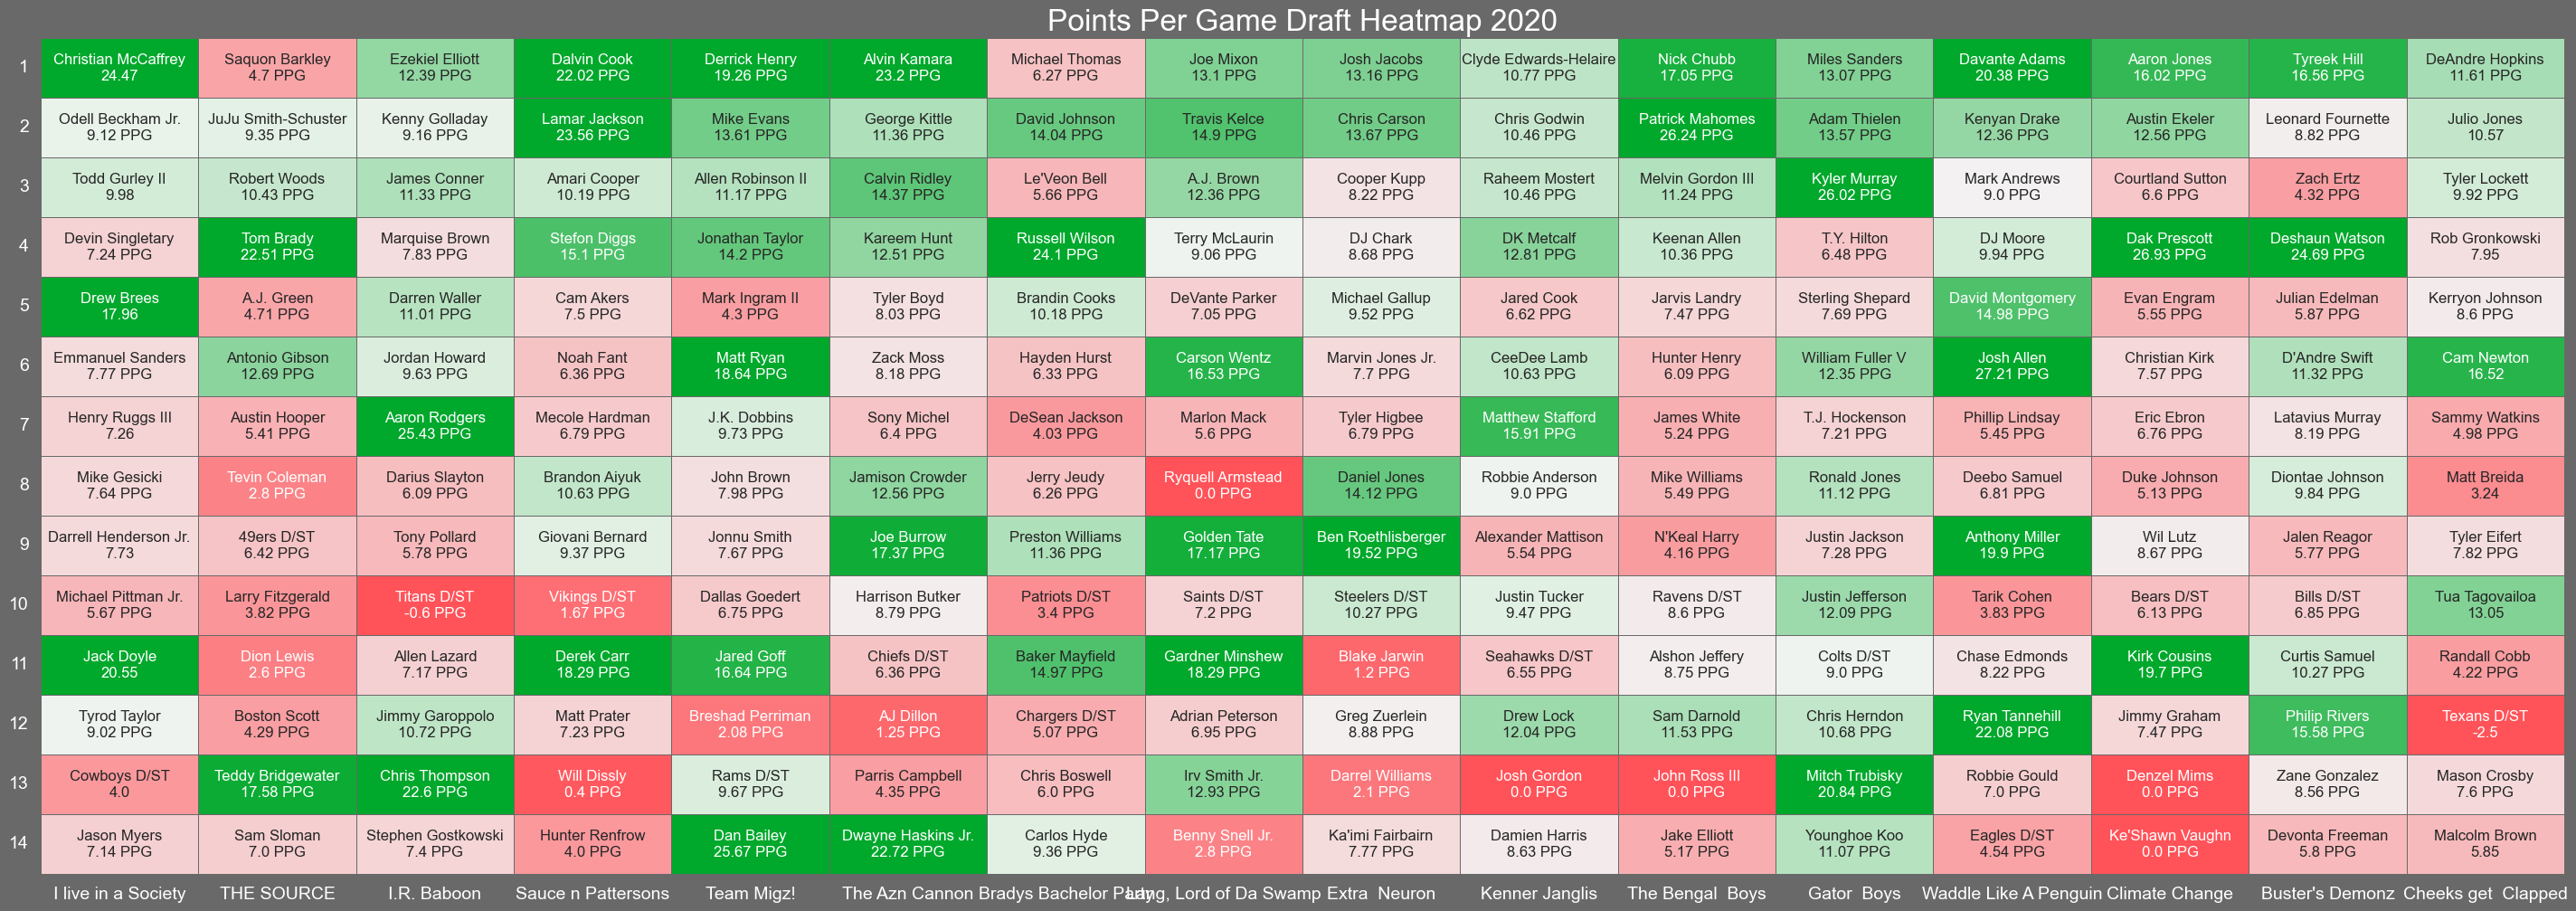 Points Per Game Draft Heatmap 2020
1
Christian McCaffrey
24.47
Saquon Barkley
4.7 PPG
Ezekiel Elliott
12.39 PPG
Dalvin Cook
22.02 PPG
Derrick Henry
19.26 PPG
Alvin Kamara
23.2 PPG
Michael Thomas
6.27 PPG
Joe Mixon
13.1 PPG
Josh Jacobs
13.16 PPG
Clyde Edwards-Helaire
10.77 PPG
Nick Chubb
17.05 PPG
Miles Sanders
13.07 PPG
Davante Adams
20.38 PPG
Aaron Jones
16.02 PPG
Tyreek Hill
16.56 PPG
DeAndre Hopkins
11.61 PPG
2
Odell Beckham Jr.
9.12 PPG
JuJu Smith-Schuster
9.35 PPG
Kenny Golladay
9.16 PPG
Lamar Jackson
23.56 PPG
Mike Evans
13.61 PPG
George Kittle
11.36 PPG
David Johnson
14.04 PPG
Travis Kelce
14.9 PPG
Chris Carson
13.67 PPG
Chris Godwin
10.46 PPG
Patrick Mahomes
26.24 PPG
Adam Thielen
13.57 PPG
Kenyan Drake
12.36 PPG
Austin Ekeler
12.56 PPG
Leonard Fournette
8.82 PPG
Julio Jones
10.57
3
Todd Gurley II
9.98
Robert Woods
10.43 PPG
James Conner
11.33 PPG
Amari Cooper
10.19 PPG
Allen Robinson II
11.17 PPG
Calvin Ridley
14.37 PPG
Le'Veon Bell
5.66 PPG
A.J. Brown
12.36 PPG
Cooper Kupp
8.22 PPG
Raheem Mostert
10.46 PPG
Melvin Gordon III
11.24 PPG
Kyler Murray
26.02 PPG
Mark Andrews
9.0 PPG
Courtland Sutton
6.6 PPG
Zach Ertz
4.32 PPG
Tyler Lockett
9.92 PPG
4
Devin Singletary
7.24 PPG
Tom Brady
22.51 PPG
Marquise Brown
7.83 PPG
Stefon Diggs
15.1 PPG
Jonathan Taylor
14.2 PPG
Kareem Hunt
12.51 PPG
Russell Wilson
24.1 PPG
Terry McLaurin
9.06 PPG
DJ Chark
8.68 PPG
DK Metcalf
12.81 PPG
Keenan Allen
10.36 PPG
T.Y. Hilton
6.48 PPG
DJ Moore
9.94 PPG
Dak Prescott
26.93 PPG
Deshaun Watson
24.69 PPG
Rob Gronkowski
7.95
5
Drew Brees
17.96
A.J. Green
4.71 PPG
Darren Waller
11.01 PPG
Cam Akers
7.5 PPG
Mark Ingram II
4.3 PPG
Tyler Boyd
8.03 PPG
Brandin Cooks
10.18 PPG
DeVante Parker
7.05 PPG
Michael Gallup
9.52 PPG
Jared Cook
6.62 PPG
Jarvis Landry
7.47 PPG
Sterling Shepard
7.69 PPG
David Montgomery
14.98 PPG
Evan Engram
5.55 PPG
Julian Edelman
5.87 PPG
Kerryon Johnson
8.6 PPG
6
Emmanuel Sanders
7.77 PPG
Antonio Gibson
12.69 PPG
Jordan Howard
9.63 PPG
Noah Fant
6.36 PPG
Matt Ryan
18.64 PPG
Zack Moss
8.18 PPG
Hayden Hurst
6.33 PPG
Carson Wentz
16.53 PPG
Marvin Jones Jr.
7.7 PPG
CeeDee Lamb
10.63 PPG
Hunter Henry
6.09 PPG
William Fuller V
12.35 PPG
Josh Allen
27.21 PPG
Christian Kirk
7.57 PPG
D'Andre Swift
11.32 PPG
Cam Newton
16.52
7
Henry Ruggs III
7.26
Austin Hooper
5.41 PPG
Aaron Rodgers
25.43 PPG
Mecole Hardman
6.79 PPG
J.K. Dobbins
9.73 PPG
Sony Michel
6.4 PPG
DeSean Jackson
4.03 PPG
Marlon Mack
5.6 PPG
Tyler Higbee
6.79 PPG
Matthew Stafford
15.91 PPG
James White
5.24 PPG
T.J. Hockenson
7.21 PPG
Phillip Lindsay
5.45 PPG
Eric Ebron
6.76 PPG
Latavius Murray
8.19 PPG
Sammy Watkins
4.98 PPG
8
Mike Gesicki
7.64 PPG
Tevin Coleman
2.8 PPG
Darius Slayton
6.09 PPG
Brandon Aiyuk
10.63 PPG
John Brown
7.98 PPG
Jamison Crowder
12.56 PPG
Jerry Jeudy
6.26 PPG
Ryquell Armstead
0.0 PPG
Daniel Jones
14.12 PPG
Robbie Anderson
9.0 PPG
Mike Williams
5.49 PPG
Ronald Jones
11.12 PPG
Deebo Samuel
6.81 PPG
Duke Johnson
5.13 PPG
Diontae Johnson
9.84 PPG
Matt Breida
3.24
9
Darrell Henderson Jr.
7.73
49ers D/ST
6.42 PPG
Tony Pollard
5.78 PPG
Giovani Bernard
9.37 PPG
Jonnu Smith
7.67 PPG
Joe Burrow
17.37 PPG
Preston Williams
11.36 PPG
Golden Tate
17.17 PPG
Ben Roethlisberger
19.52 PPG
Alexander Mattison
5.54 PPG
N'Keal Harry
4.16 PPG
Justin Jackson
7.28 PPG
Anthony Miller
19.9 PPG
Wil Lutz
8.67 PPG
Jalen Reagor
5.77 PPG
Tyler Eifert
7.82 PPG
10
Michael Pittman Jr.
5.67 PPG
Larry Fitzgerald
3.82 PPG
Titans D/ST
-0.6 PPG
Vikings D/ST
1.67 PPG
Dallas Goedert
6.75 PPG
Harrison Butker
8.79 PPG
Patriots D/ST
3.4 PPG
Saints D/ST
7.2 PPG
Steelers D/ST
10.27 PPG
Justin Tucker
9.47 PPG
Ravens D/ST
8.6 PPG
Justin Jefferson
12.09 PPG
Tarik Cohen
3.83 PPG
Bears D/ST
6.13 PPG
Bills D/ST
6.85 PPG
Tua Tagovailoa
13.05
11
Jack Doyle
20.55
Dion Lewis
2.6 PPG
Allen Lazard
7.17 PPG
Derek Carr
18.29 PPG
Jared Goff
16.64 PPG
Chiefs D/ST
6.36 PPG
Baker Mayfield
14.97 PPG
Gardner Minshew
18.29 PPG
Blake Jarwin
1.2 PPG
Seahawks D/ST
6.55 PPG
Alshon Jeffery
8.75 PPG
Colts D/ST
9.0 PPG
Chase Edmonds
8.22 PPG
Kirk Cousins
19.7 PPG
Curtis Samuel
10.27 PPG
Randall Cobb
4.22 PPG
12
Tyrod Taylor
9.02 PPG
Boston Scott
4.29 PPG
Jimmy Garoppolo
10.72 PPG
Matt Prater
7.23 PPG
Breshad Perriman
2.08 PPG
AJ Dillon
1.25 PPG
Chargers D/ST
5.07 PPG
Adrian Peterson
6.95 PPG
Greg Zuerlein
8.88 PPG
Drew Lock
12.04 PPG
Sam Darnold
11.53 PPG
Chris Herndon
10.68 PPG
Ryan Tannehill
22.08 PPG
Jimmy Graham
7.47 PPG
Philip Rivers
15.58 PPG
Texans D/ST
-2.5
13
Cowboys D/ST
4.0
Teddy Bridgewater
17.58 PPG
Chris Thompson
22.6 PPG
Will Dissly
0.4 PPG
Rams D/ST
9.67 PPG
Parris Campbell
4.35 PPG
Chris Boswell
6.0 PPG
Irv Smith Jr.
12.93 PPG
Darrel Williams
2.1 PPG
Josh Gordon
0.0 PPG
John Ross III
0.0 PPG
Mitch Trubisky
20.84 PPG
Robbie Gould
7.0 PPG
Denzel Mims
0.0 PPG
Zane Gonzalez
8.56 PPG
Mason Crosby
7.6 PPG
14
Jason Myers
7.14 PPG
Sam Sloman
7.0 PPG
Stephen Gostkowski
7.4 PPG
Hunter Renfrow
4.0 PPG
Dan Bailey
25.67 PPG
Dwayne Haskins Jr.
22.72 PPG
Carlos Hyde
9.36 PPG
Benny Snell Jr.
2.8 PPG
Ka'imi Fairbairn
7.77 PPG
Damien Harris
8.63 PPG
Jake Elliott
5.17 PPG
Younghoe Koo
11.07 PPG
Eagles D/ST
4.54 PPG
Ke'Shawn Vaughn
0.0 PPG
Devonta Freeman
5.8 PPG
Malcolm Brown
5.85
I live in a Society
THE SOURCE
I.R. Baboon
Sauce n Pattersons
Team Migz!
The Azn Cannon
Bradys Bachelor Party
Lord of Da Swamp
Extra Neuron
Kenner Janglis
The Bengal Boys
Gator Boys
Waddle Like A Penguin
Climate Change
Buster's Demonz
Cheeks get Clapped